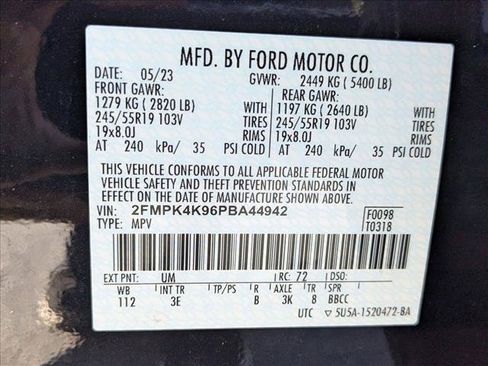 MFD. BY FORD MOTOR CO.
DATE: 05/23 GVWR: 2449 KG ( 5400 LB)
FRONT GAWR: REAR GAWR:
1279 KG ( 2820 LB) 1197 KG ( 2640 LB)
245/55R19 103V TIRES 245/55R19 103V TIRES
19x8.0J RIMS 19x8.0J RIMS
AT 240 kPa/ 35 PSI COLD AT 240 kPa/ 35 PSI COLD
THIS VEHICLE CONFORMS TO ALL APPLICABLE FEDERAL MOTOR
VEHICLE SAFETY AND THEFT PREVENTION STANDARDS IN
EFFECT ON THE DATE OF MANUFACTURE SHOWN ABOVE.
VIN: 2FMPK4K96PBA44942 F0098
TYPE: MPV T0318
EXT PNT: UM RC: 72 DSO:
WB INT TR TP/PS R AXLE TR SPR
112 3E B 3K 8 BBCC
UTC ▽ 5U5A-1520472-BA